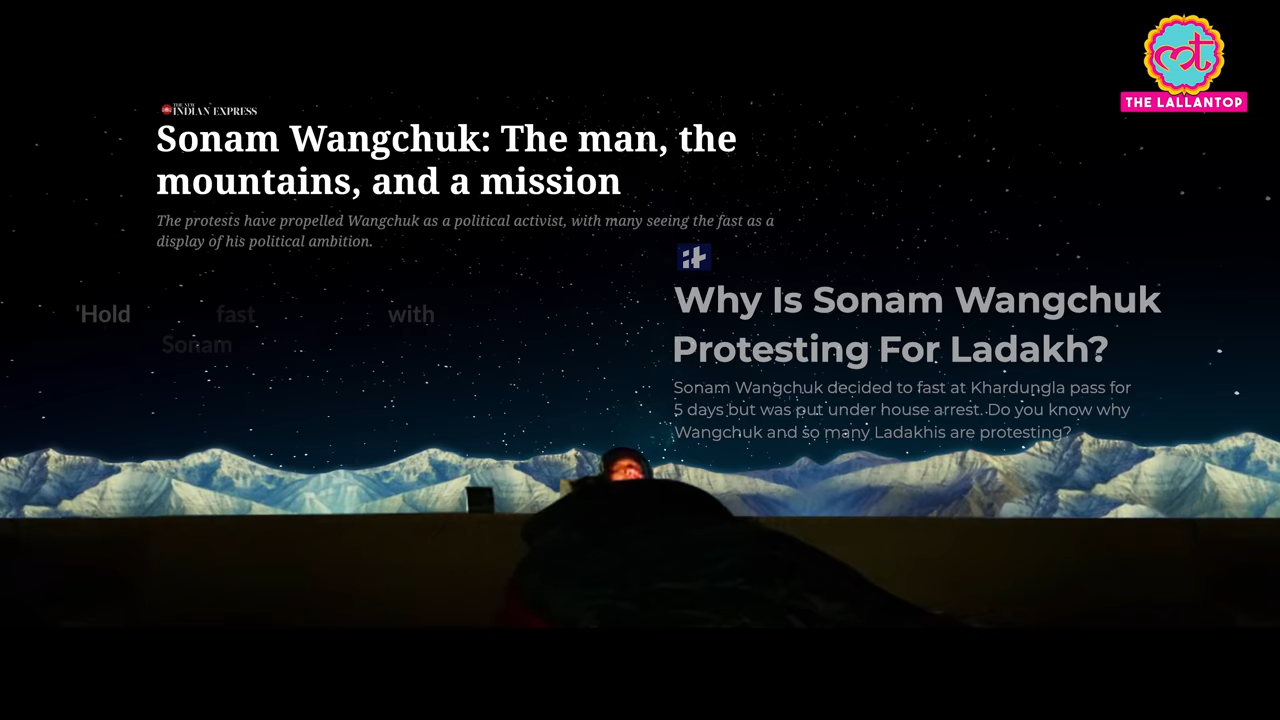 लT
THE LALLANTOP
THE NEW
INDIAN EXPRESS
Sonam Wangchuk: The man, the
mountains, and a mission
The protests have propelled Wangchuk as a political activist, with many seeing the fast as a
display of his political ambition.
Why Is Sonam Wangchuk
Protesting For Ladakh?
Sonam Wangchuk decided to fast at Khardungla pass for
5 days but was put under house arrest. Do you know why
Wangchuk and so many Ladakhis are protesting?
'Hold fast with
Sonam